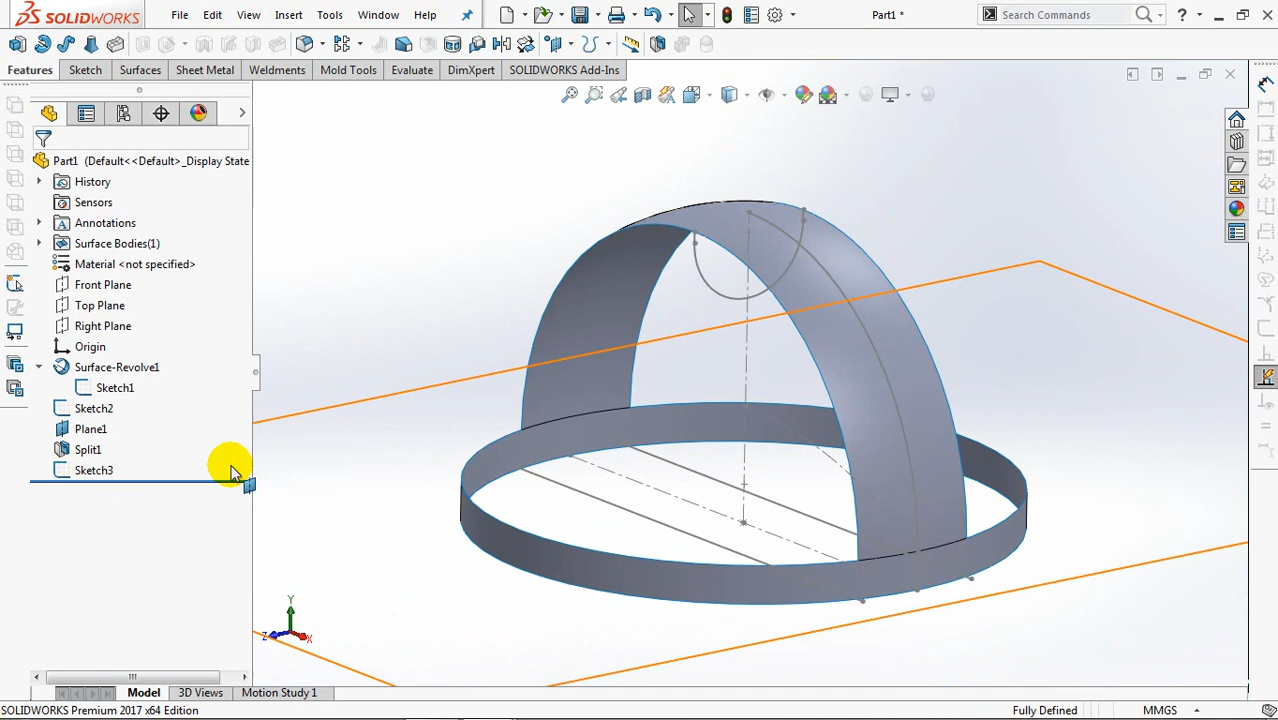 SOLIDWORKS File Edit View Insert Tools Window Help Part1 * Search Commands ?
Features Sketch Surfaces Sheet Metal Weldments Mold Tools Evaluate DimXpert SOLIDWORKS Add-Ins
Part1 (Default<<Default>_Display State
History
Sensors
Annotations
Surface Bodies(1)
Material <not specified>
Front Plane
Top Plane
Right Plane
Origin
Surface-Revolve1
Sketch1
Sketch2
Plane1
Split1
Sketch3
Y
Z X
Model 3D Views Motion Study 1
SOLIDWORKS Premium 2017 x64 Edition Fully Defined MMGS